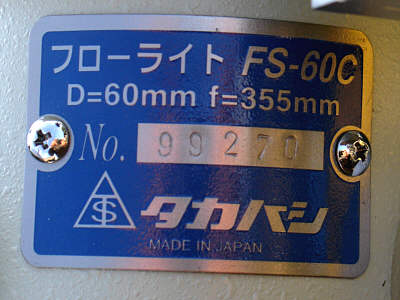 フローライト FS-60C
D=60mm f=355mm
No. 99270
TS タカハシ
MADE IN JAPAN